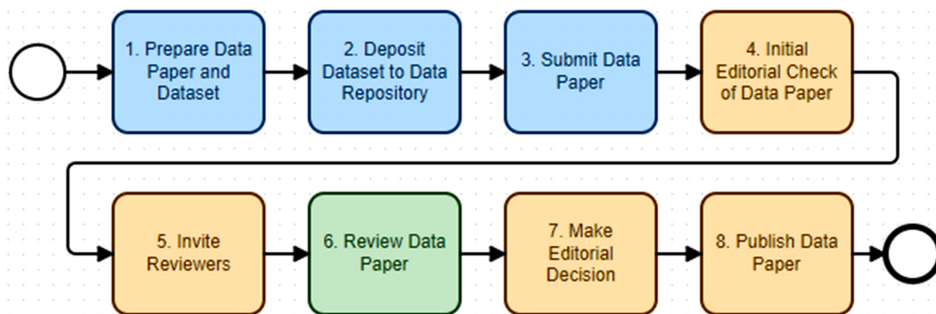 1. Prepare Data
Paper and
Dataset
2. Deposit
Dataset to Data
Repository
3. Submit Data
Paper
4. Initial
Editorial Check
of Data Paper
5. Invite
Reviewers
6. Review Data
Paper
7. Make
Editorial
Decision
8. Publish Data
Paper